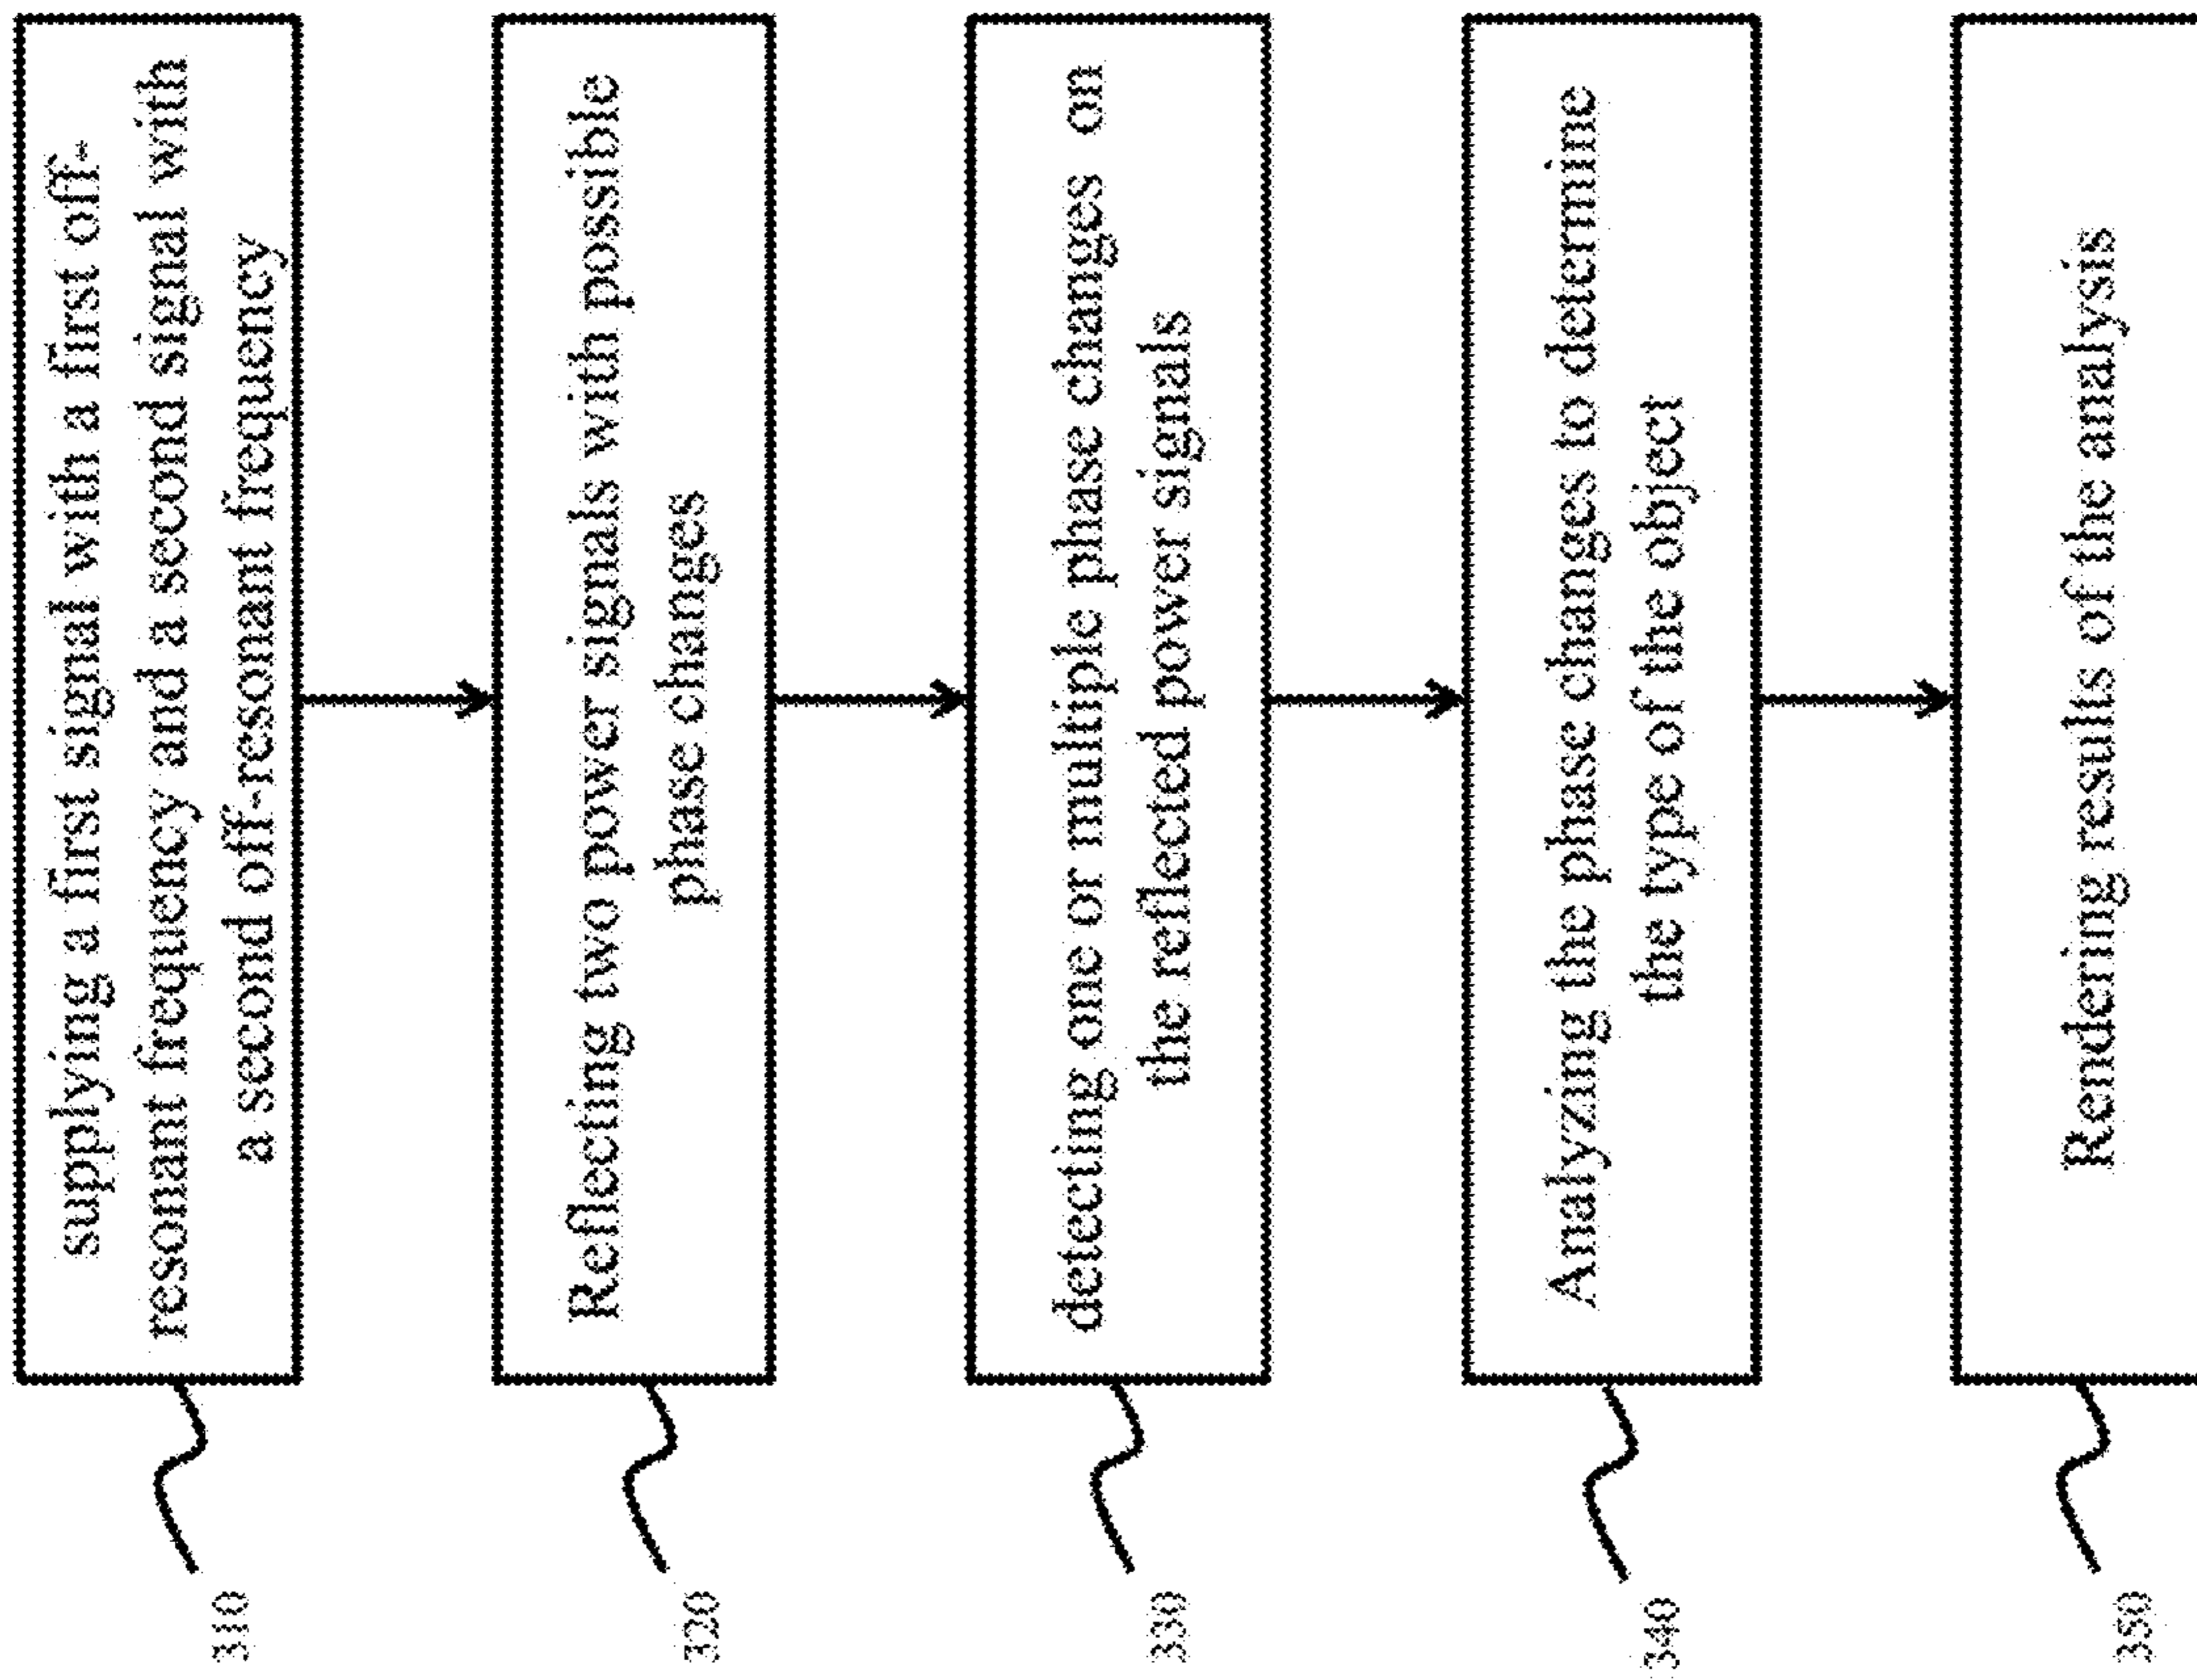 supplying a first signal with a first off-
resonant frequency and a second signal with
a second off-resonant frequency
310
Reflecting two power signals with possible
phase changes
320
detecting one or multiple phase changes on
the reflected power signals
330
Analyzing the phase changes to determine
the type of the object
340
Rendering results of the analysis
350